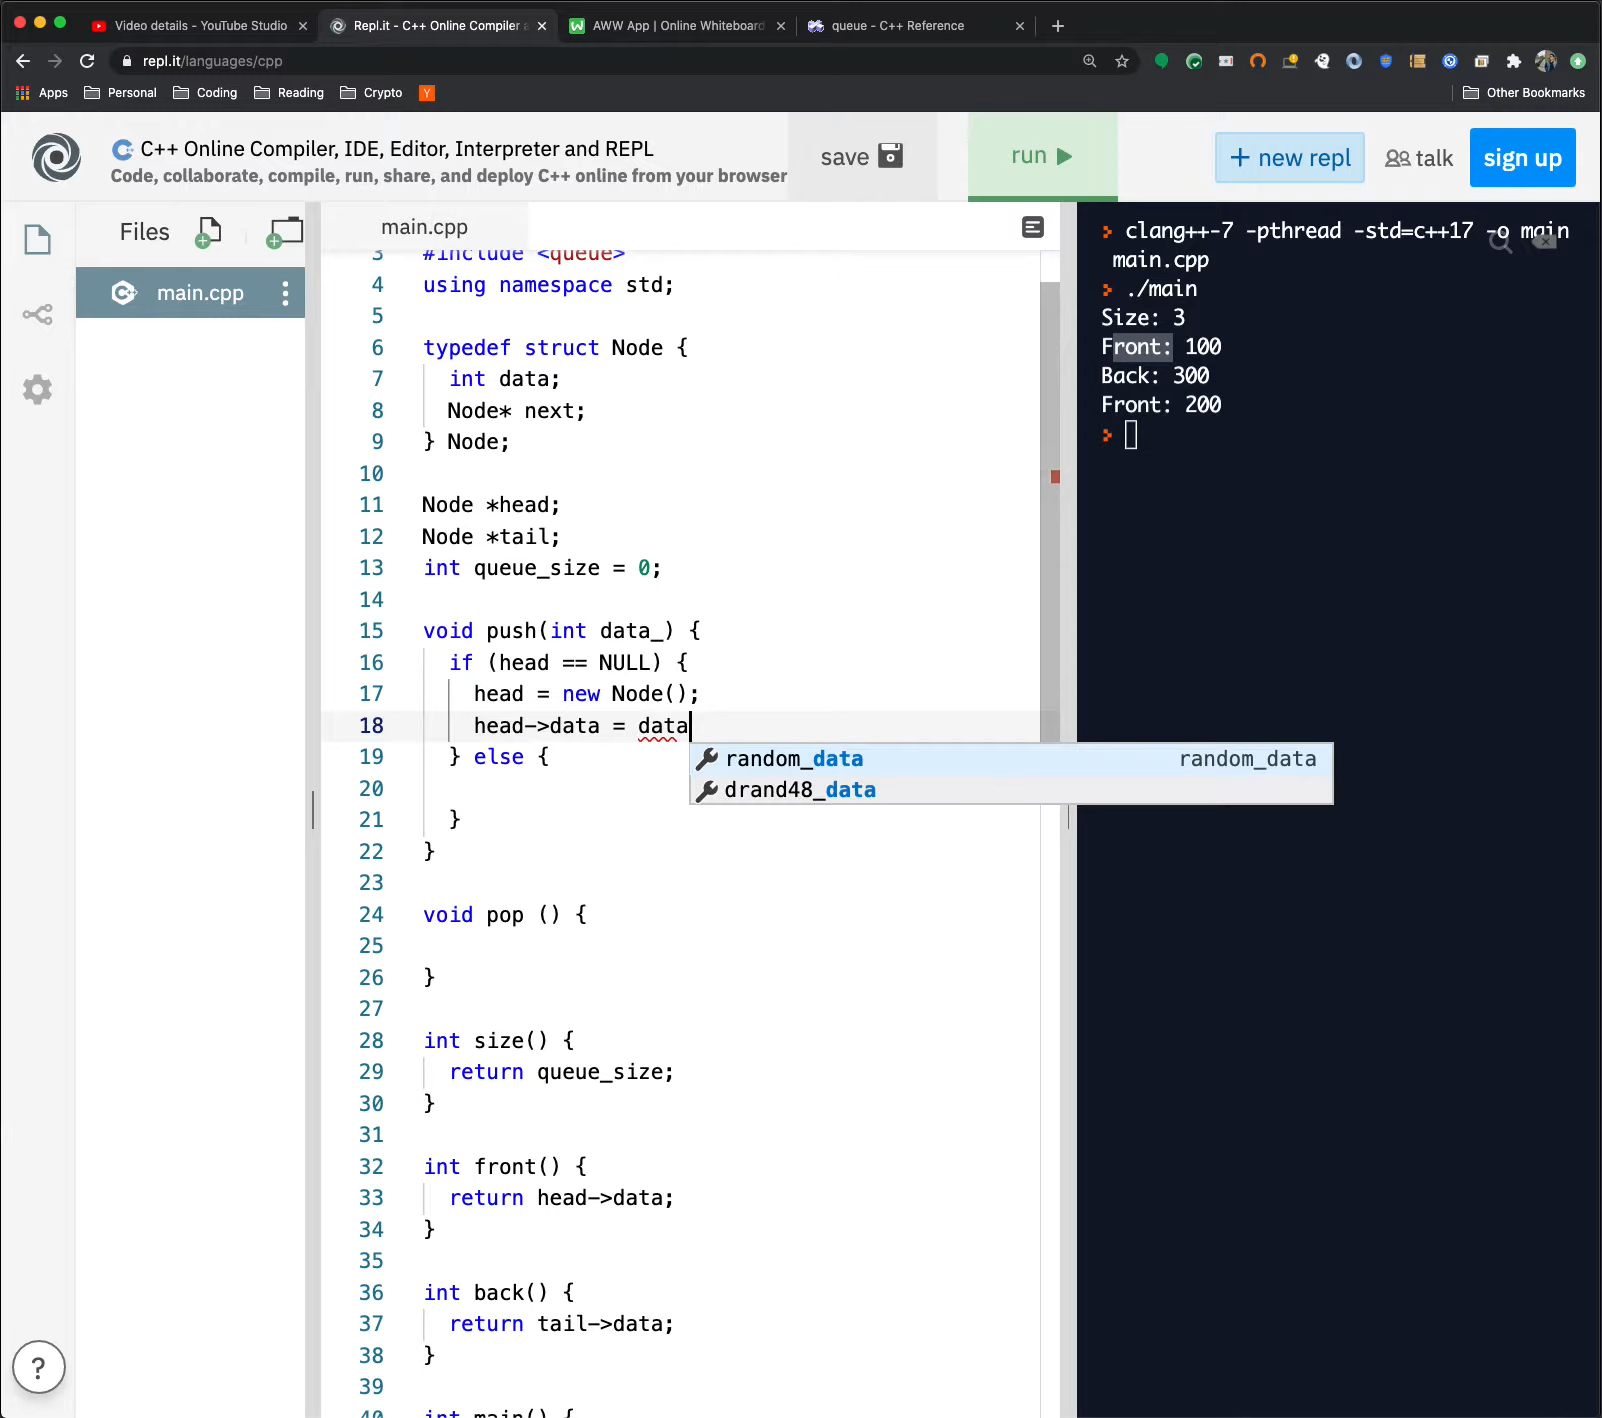 Video details - YouTube Studio
Repl.it - C++ Online Compiler a
AWW App | Online Whiteboard
queue - C++ Reference
repl.it/languages/cpp
Apps Personal Coding Reading Crypto Y Other Bookmarks
C++ Online Compiler, IDE, Editor, Interpreter and REPL
Code, collaborate, compile, run, share, and deploy C++ online from your browser
save
run
+ new repl
talk
sign up
Files
main.cpp
main.cpp
3 #include <queue>
4 using namespace std;
5
6 typedef struct Node {
7 int data;
8 Node* next;
9 } Node;
10
11 Node *head;
12 Node *tail;
13 int queue_size = 0;
14
15 void push(int data_) {
16 if (head == NULL) {
17 head = new Node();
18 head->data = data
19 } else {
random_data random_data
20
drand48_data
21 }
22 }
23
24 void pop () {
25
26 }
27
28 int size() {
29 return queue_size;
30 }
31
32 int front() {
33 return head->data;
34 }
35
36 int back() {
37 return tail->data;
38 }
39
40 int main() {
clang++-7 -pthread -std=c++17 -o main
main.cpp
./main
Size: 3
Front: 100
Back: 300
Front: 200
?